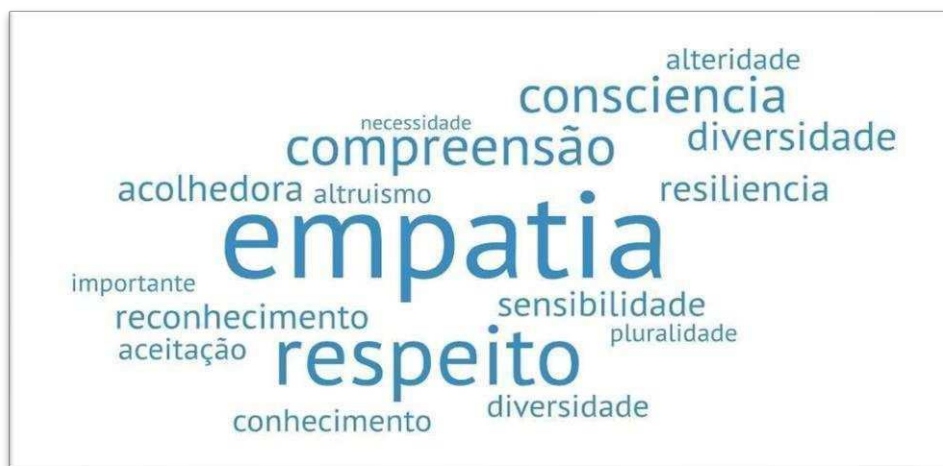 alteridade
consciencia
necessidade
diversidade
compreensão
acolhedora altruismo resiliencia
empatia
importante
sensibilidade
reconhecimento
pluralidade
aceitação
respeito
diversidade
conhecimento